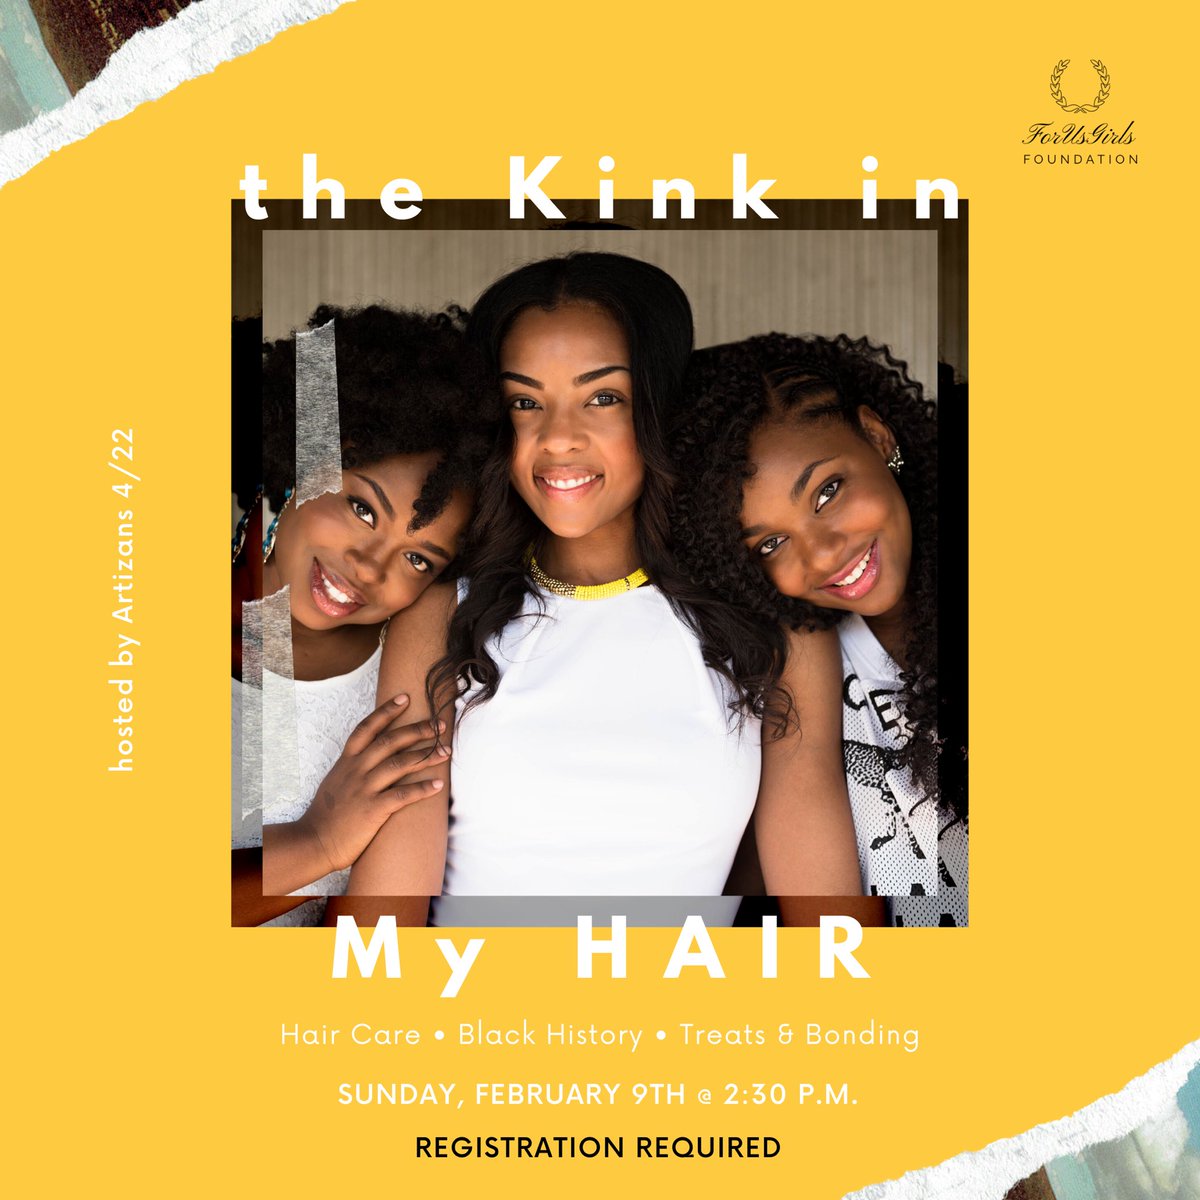 ForUsGirls
FOUNDATION
the Kink in
hosted by Artizans 4/22
CE
My HAIR
Hair Care • Black History • Treats & Bonding
SUNDAY, FEBRUARY 9TH @ 2:30 P.M.
REGISTRATION REQUIRED